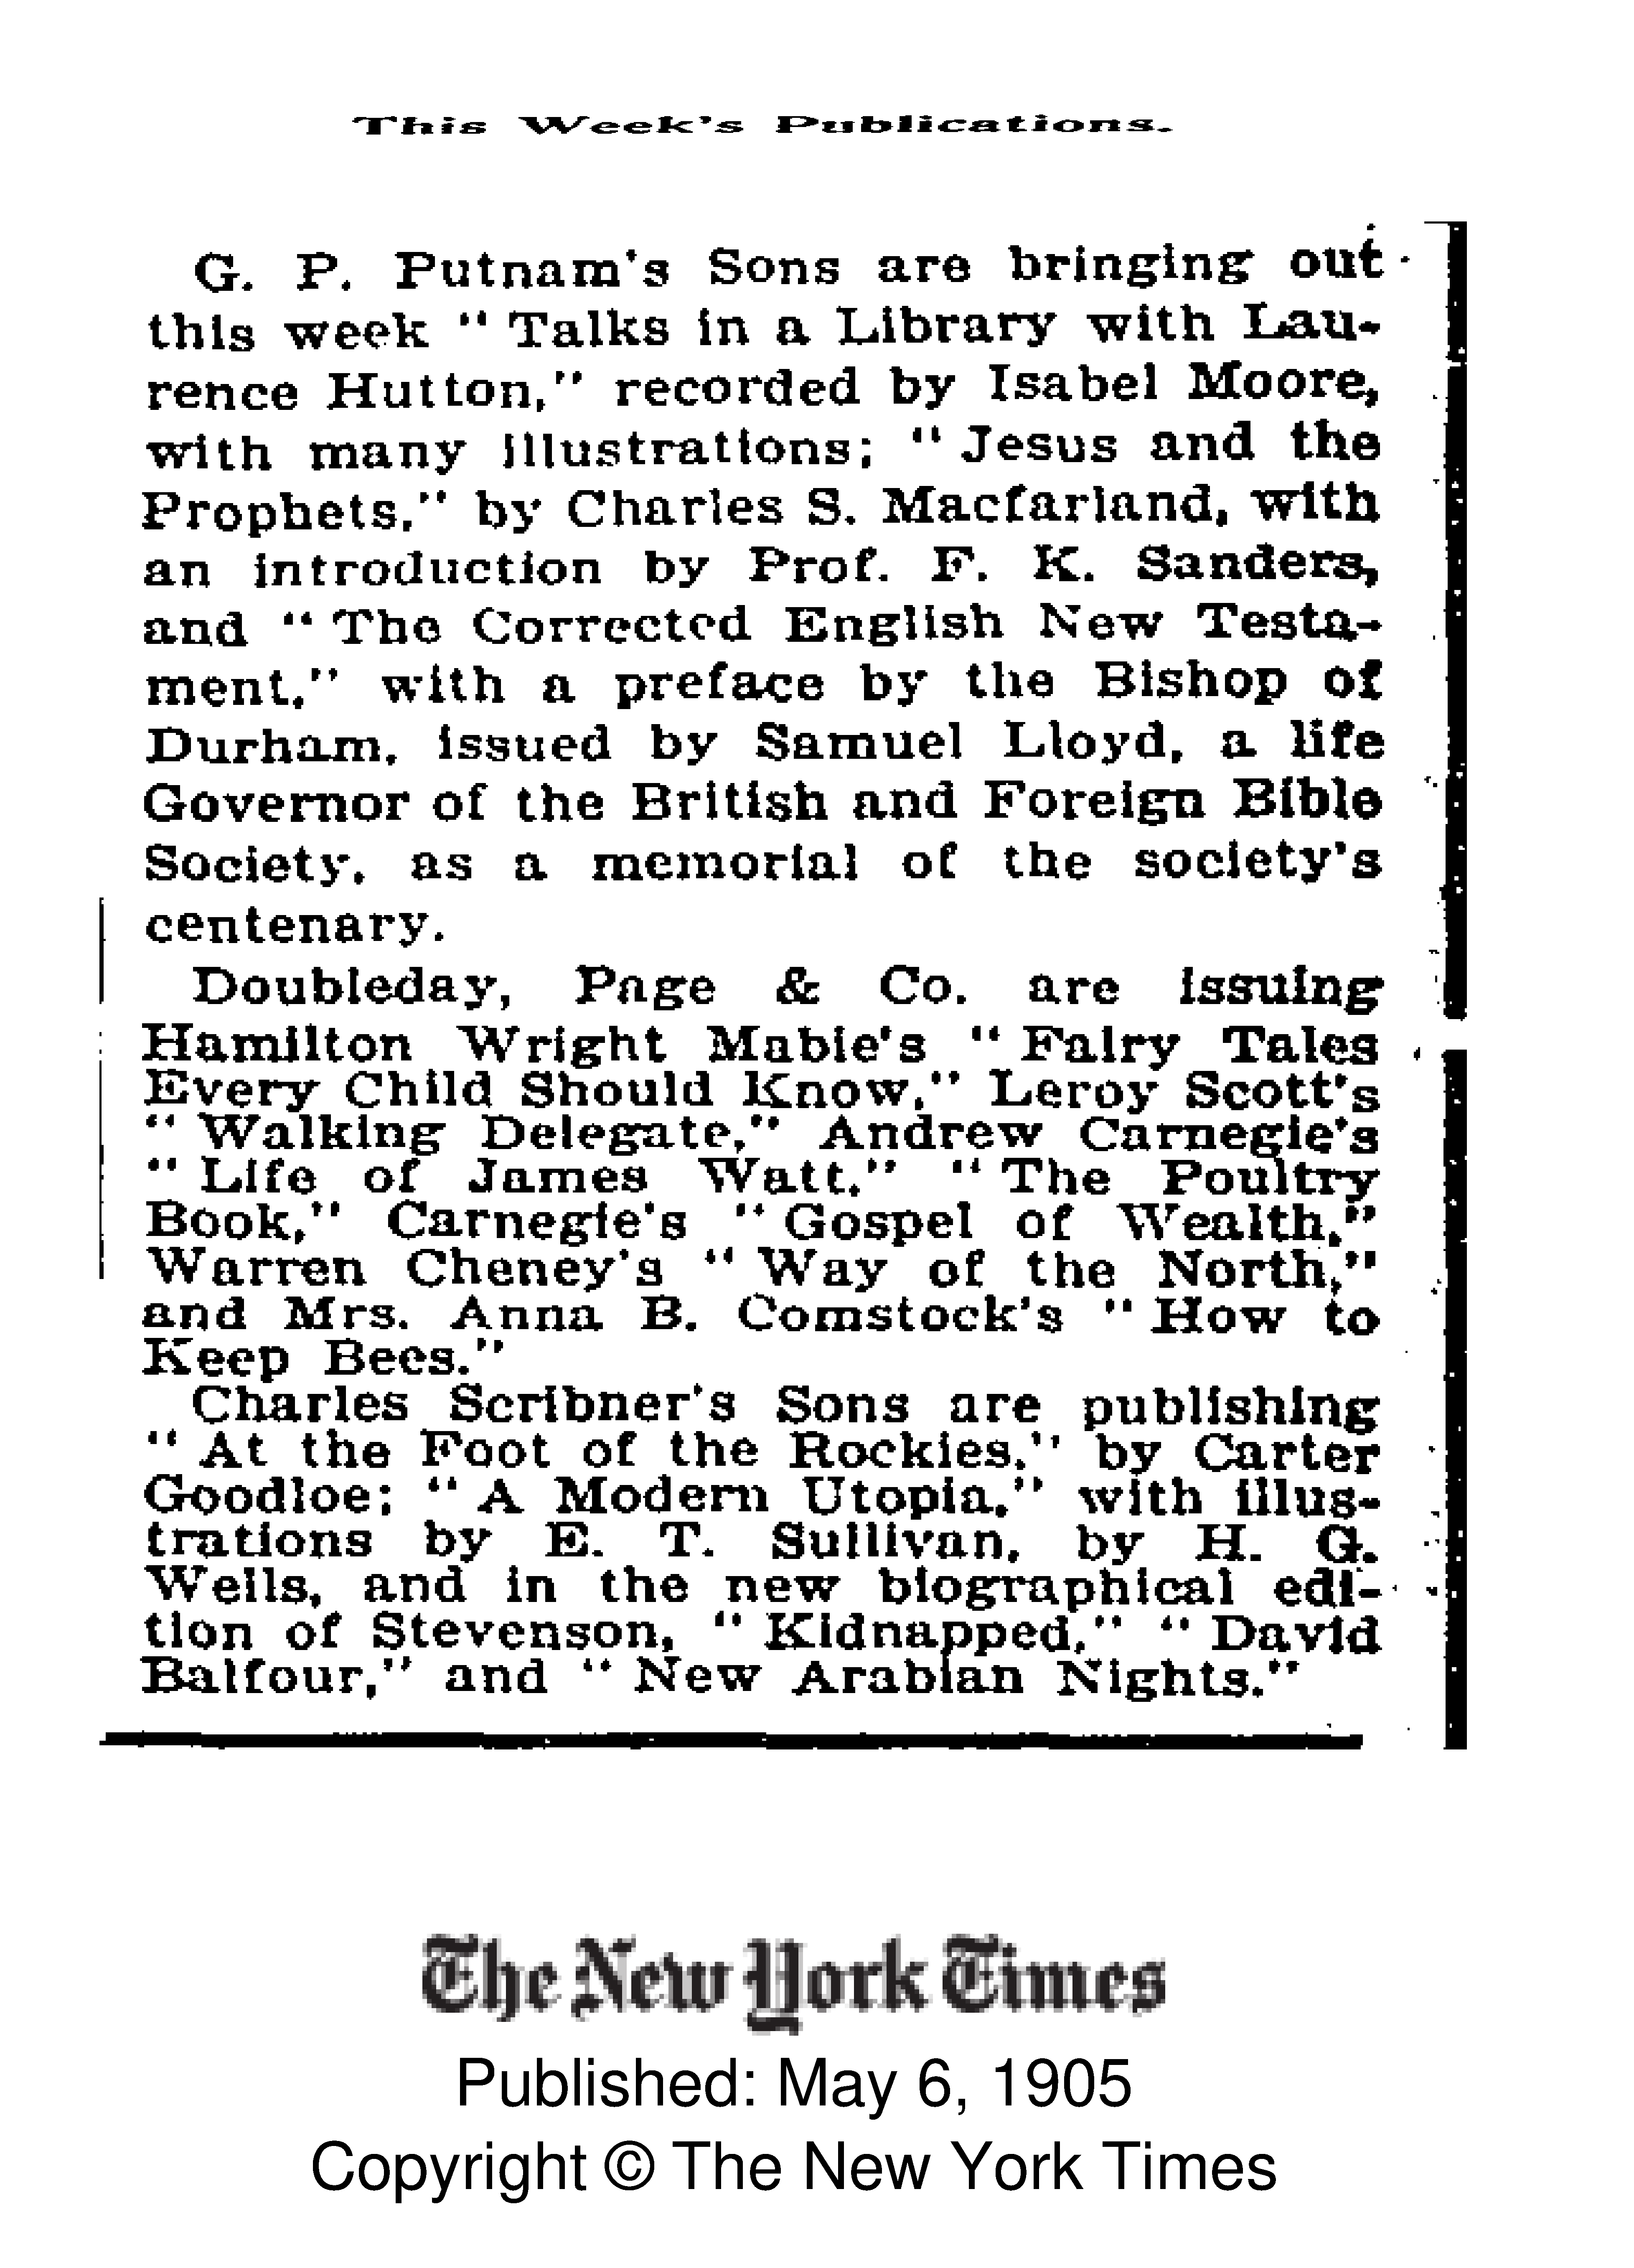 This Week's Publications.
G. P. Putnam's Sons are bringing out
this week " Talks in a Library with Lau-
rence Hutton," recorded by Isabel Moore,
with many illustrations; " Jesus and the
Prophets," by Charles S. Macfarland, with
an introduction by Prof. F. K. Sanders,
and " The Corrected English New Testa-
ment," with a preface by the Bishop of
Durham, issued by Samuel Lloyd, a life
Governor of the British and Foreign Bible
Society, as a memorial of the society's
centenary.
Doubleday, Page & Co. are issuing
Hamilton Wright Mabie's " Fairy Tales
Every Child Should Know," Leroy Scott's
" Walking Delegate," Andrew Carnegie's
" Life of James Watt," " The Poultry
Book," Carnegie's " Gospel of Wealth,"
Warren Cheney's " Way of the North,"
and Mrs. Anna B. Comstock's " How to
Keep Bees."
Charles Scribner's Sons are publishing
" At the Foot of the Rockies," by Carter
Goodloe; " A Modern Utopia," with illus-
trations by E. T. Sullivan, by H. G.
Wells, and in the new biographical edi-
tion of Stevenson, " Kidnapped," " David
Balfour," and " New Arabian Nights."
The New York Times
Published: May 6, 1905
Copyright © The New York Times